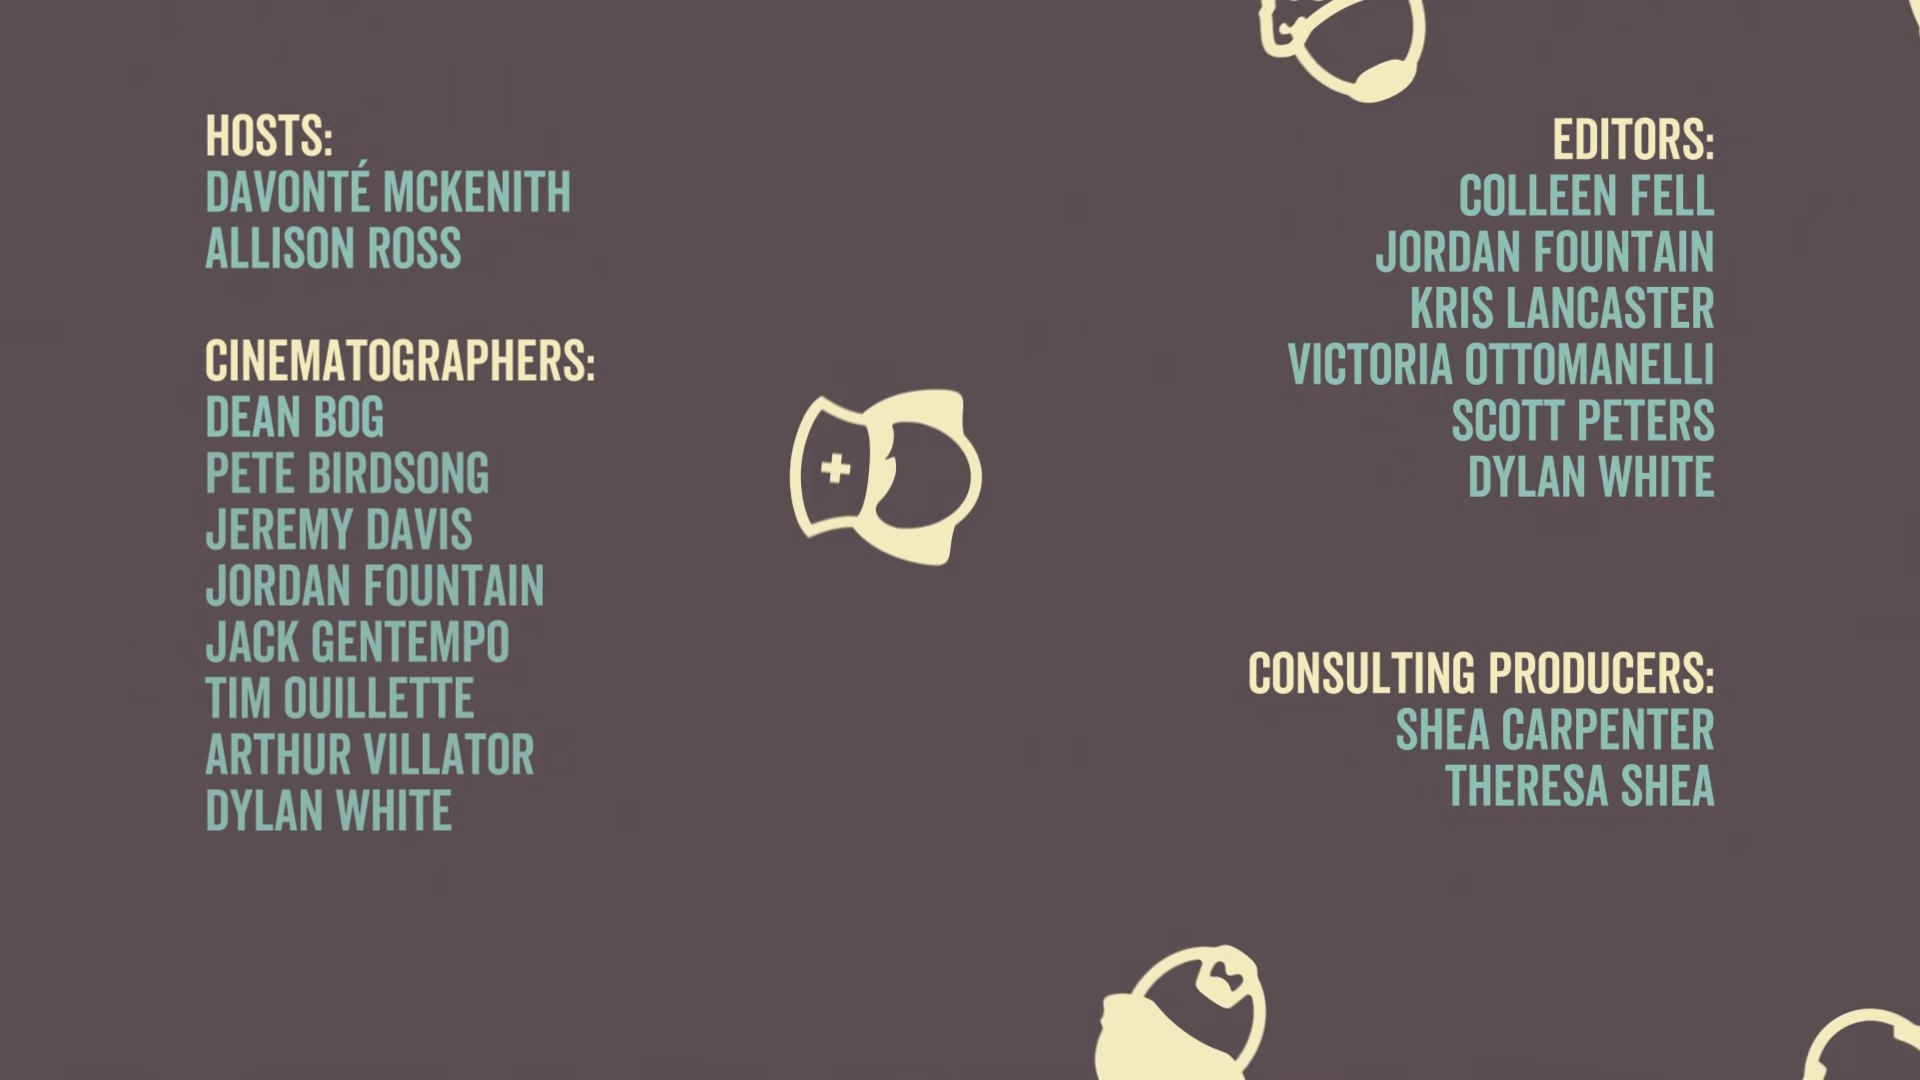 HOSTS:
DAVONTÉ MCKENITH
ALLISON ROSS
CINEMATOGRAPHERS:
DEAN BOG
PETE BIRDSONG
JEREMY DAVIS
JORDAN FOUNTAIN
JACK GENTEMPO
TIM OUILLETTE
ARTHUR VILLATOR
DYLAN WHITE
EDITORS:
COLLEEN FELL
JORDAN FOUNTAIN
KRIS LANCASTER
VICTORIA OTTOMANELLI
SCOTT PETERS
DYLAN WHITE
CONSULTING PRODUCERS:
SHEA CARPENTER
THERESA SHEA